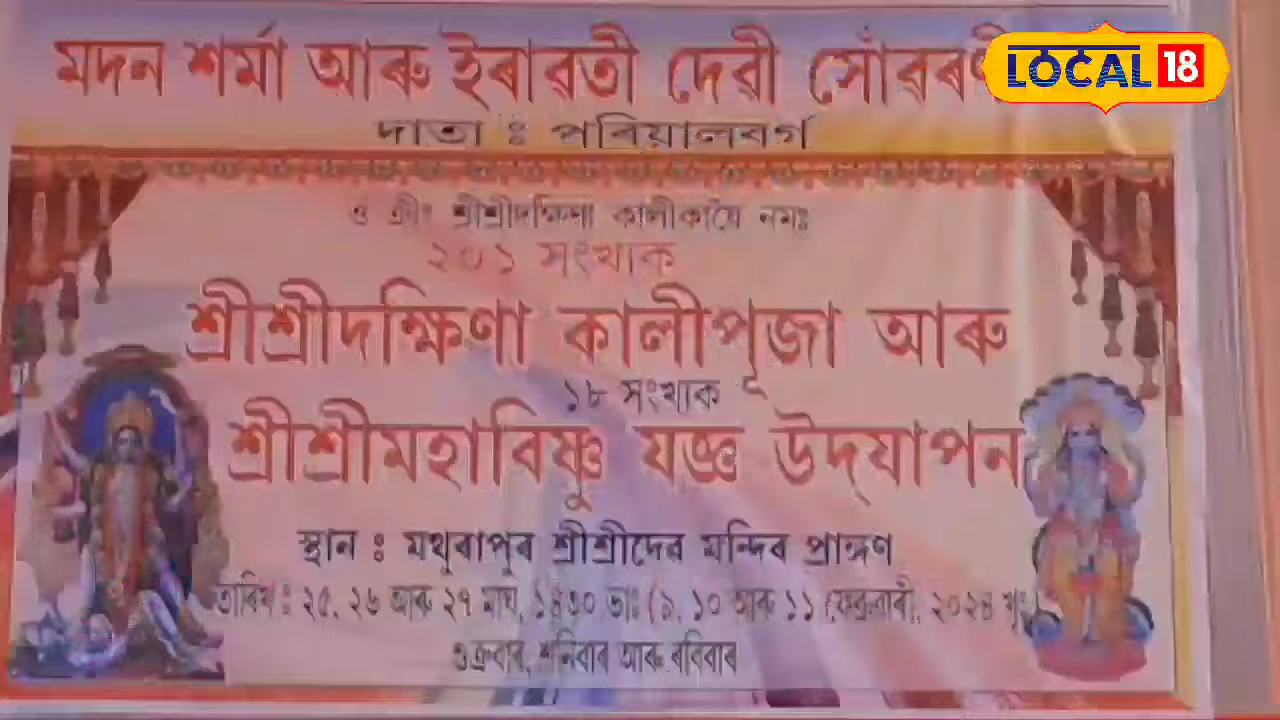 মদন শৰ্মা আৰু ইৰাৱতী দেৱী সোঁৱৰণী
LOCAL 18
দাতা : পৰিয়ালবৰ্গ
ওঁ ক্রীং শ্রীশ্রীদক্ষিণা কালীকায়ৈ নমঃ
২০১ সংখ্যক
শ্ৰীশ্ৰীদক্ষিণা কালীপূজা আৰু
১৮ সংখ্যক
শ্ৰীশ্ৰীমহাবিষ্ণু যজ্ঞ উদ্‌যাপন
স্থান : মথুৰাপুৰ শ্ৰীশ্ৰীদেৱ মন্দিৰ প্ৰাঙ্গণ
তাৰিখ : ২৫, ২৬ আৰু ২৭ মাঘ, ১৪৩০ ভাঃ (৯, ১০ আৰু ১১ ফেব্ৰুৱাৰী, ২০২৪ খৃঃ)
শুক্ৰবাৰ, শনিবাৰ আৰু ৰবিবাৰ